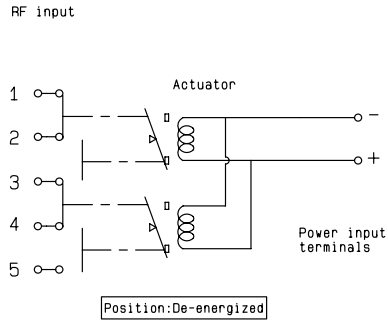 RF input
Actuator
1
−
2
+
3
4
Power input
terminals
5
Position:De-energized